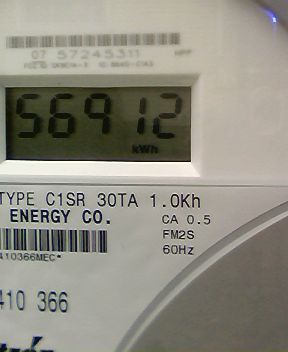 07 57245311
56912
kWh
TYPE C1SR 30TA 1.0Kh
ENERGY CO. CA 0.5
FM2S
60Hz
410366MEC*
410 366